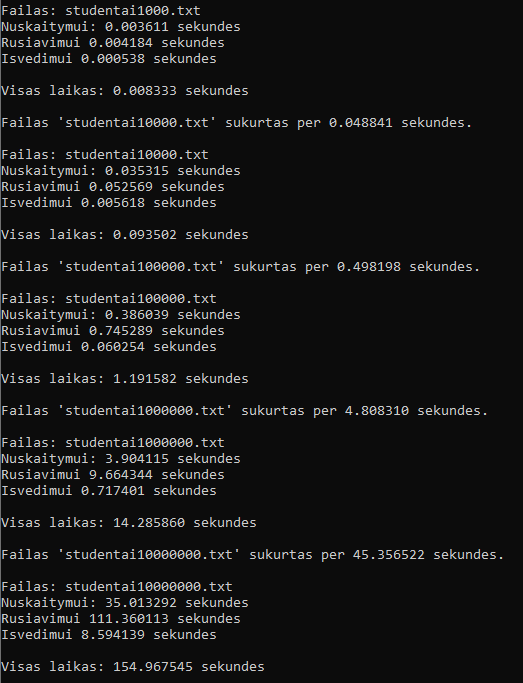 Failas: studentai1000.txt
Nuskaitymui: 0.003611 sekundes
Rusiavimui 0.004184 sekundes
Isvedimui 0.000538 sekundes
Visas laikas: 0.008333 sekundes
Failas 'studentai10000.txt' sukurtas per 0.048841 sekundes.
Failas: studentai10000.txt
Nuskaitymui: 0.035315 sekundes
Rusiavimui 0.052569 sekundes
Isvedimui 0.005618 sekundes
Visas laikas: 0.093502 sekundes
Failas 'studentai100000.txt' sukurtas per 0.498198 sekundes.
Failas: studentai100000.txt
Nuskaitymui: 0.386039 sekundes
Rusiavimui 0.745289 sekundes
Isvedimui 0.060254 sekundes
Visas laikas: 1.191582 sekundes
Failas 'studentai1000000.txt' sukurtas per 4.808310 sekundes.
Failas: studentai1000000.txt
Nuskaitymui: 3.904115 sekundes
Rusiavimui 9.664344 sekundes
Isvedimui 0.717401 sekundes
Visas laikas: 14.285860 sekundes
Failas 'studentai10000000.txt' sukurtas per 45.356522 sekundes.
Failas: studentai10000000.txt
Nuskaitymui: 35.013292 sekundes
Rusiavimui 111.360113 sekundes
Isvedimui 8.594139 sekundes
Visas laikas: 154.967545 sekundes